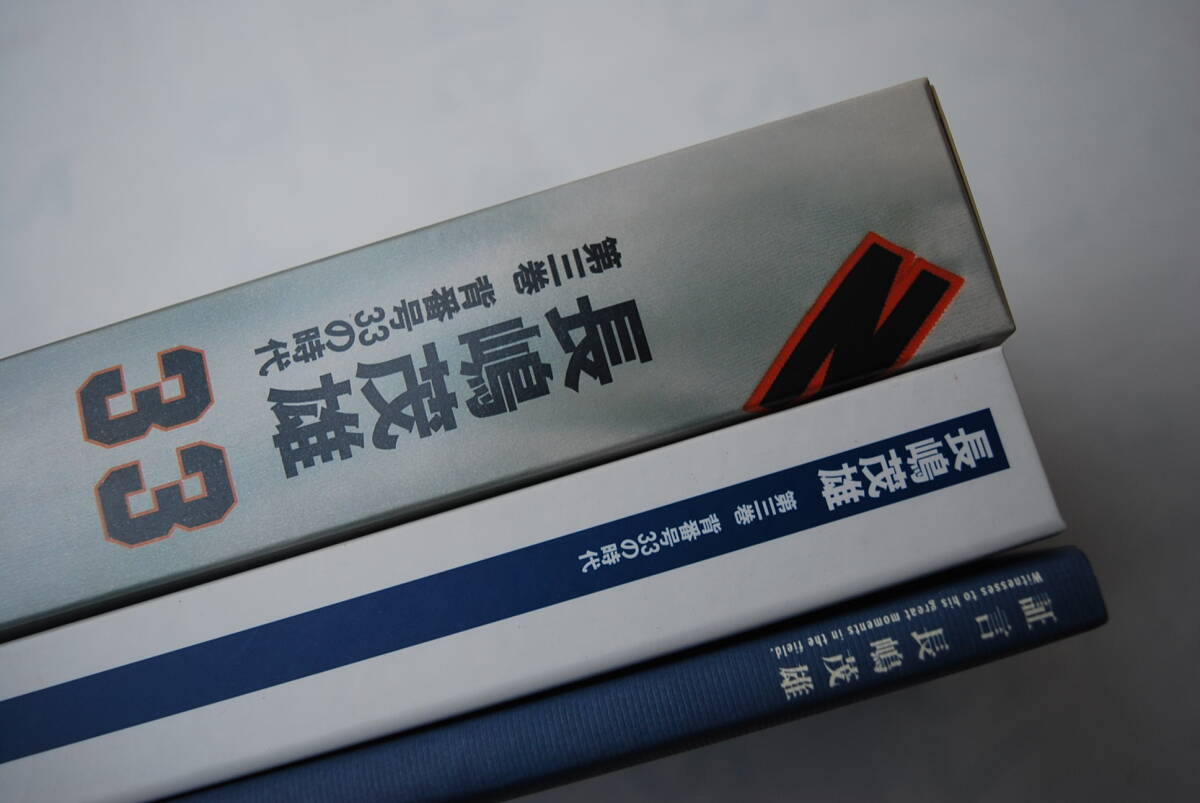 長嶋茂雄
第三巻 背番号33の時代
33
長嶋茂雄
第三巻 背番号33の時代
証言 長嶋茂雄
Witnesses to his great moments in the field.